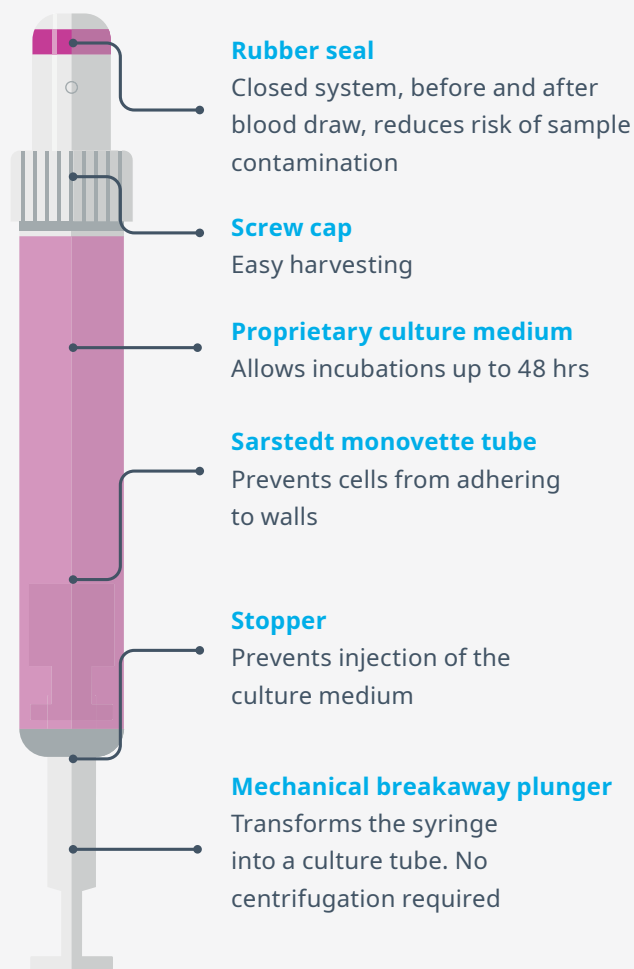 Rubber seal
Closed system, before and after
blood draw, reduces risk of sample
contamination
Screw cap
Easy harvesting
Proprietary culture medium
Allows incubations up to 48 hrs
Sarstedt monovette tube
Prevents cells from adhering
to walls
Stopper
Prevents injection of the
culture medium
Mechanical breakaway plunger
Transforms the syringe
into a culture tube. No
centrifugation required